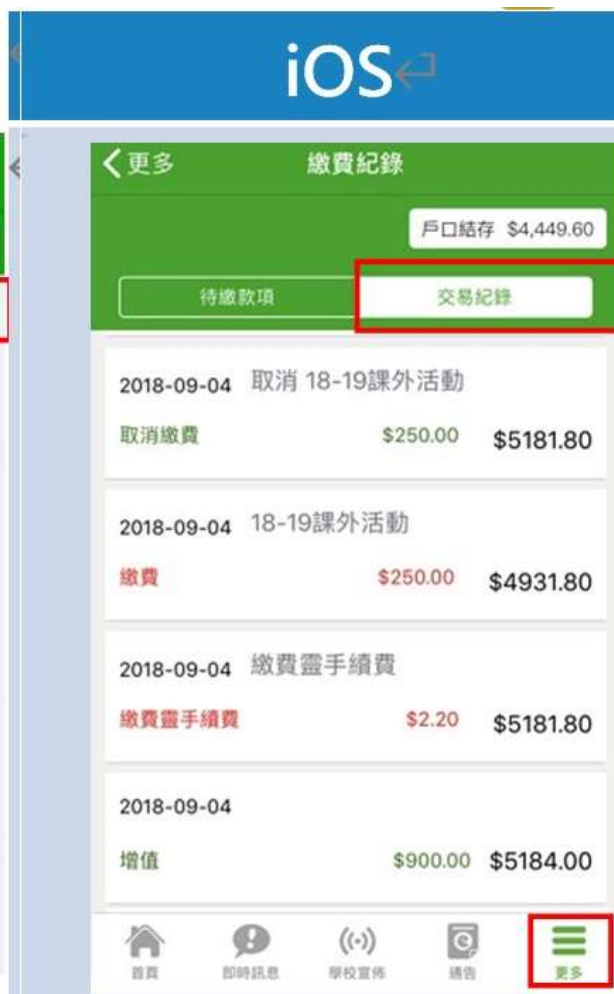 iOS
更多 繳費紀錄
戶口結存 $4,449.60
待繳款項 交易紀錄
2018-09-04 取消 18-19課外活動
取消繳費 $250.00 $5181.80
2018-09-04 18-19課外活動
繳費 $250.00 $4931.80
2018-09-04 繳費靈手續費
繳費靈手續費 $2.20 $5181.80
2018-09-04
增值 $900.00 $5184.00
首頁 即時訊息 學校宣佈 通告 更多